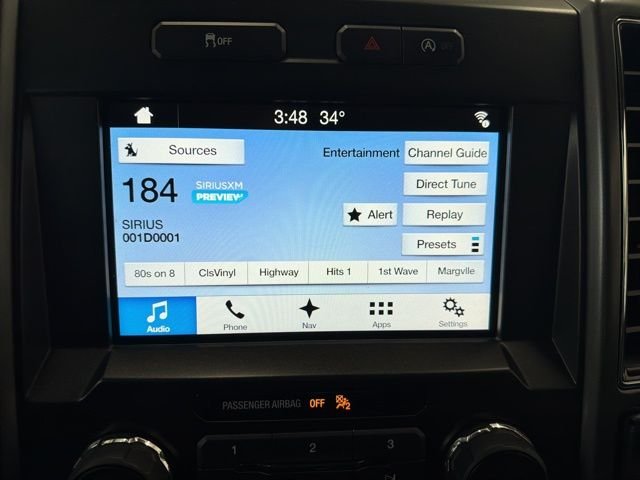 OFF
A OFF
3:48 34°
Sources
Entertainment Channel Guide
184 SIRIUSXM
PREVIEW
Direct Tune
SIRIUS
001D0001
Alert Replay
Presets
80s on 8 ClsVinyl Highway Hits 1 1st Wave Margvlle
Audio Phone Nav Apps Settings
PASSENGER AIRBAG OFF 2
1 2 3